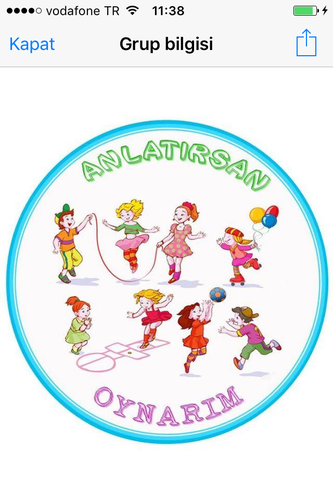 vodafone TR 11:38
Kapat Grup bilgisi
ANLATIRSAN
OYNARIM